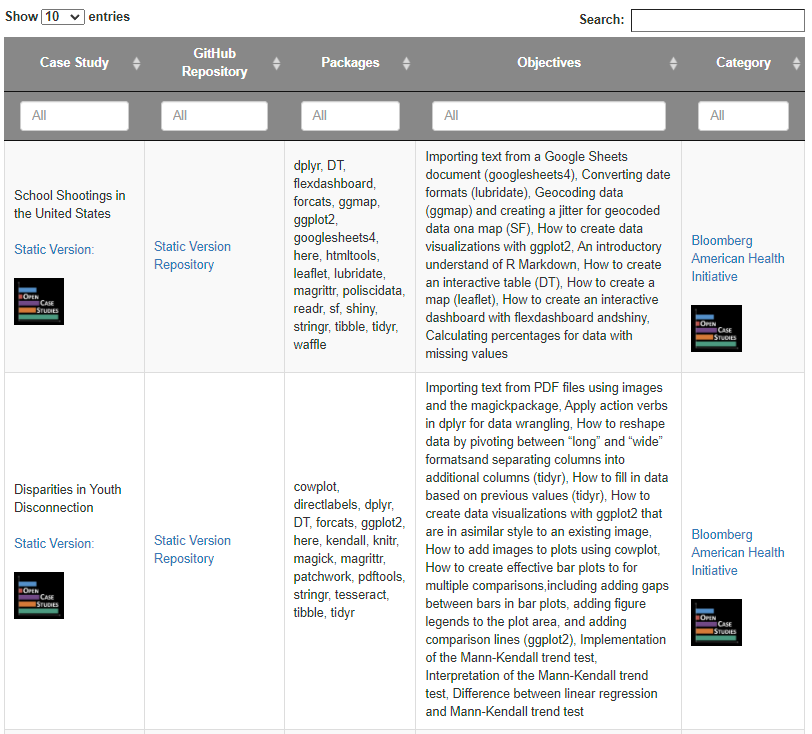 Show 10 entries
Search:
Case Study
GitHub
Repository
Packages
Objectives
Category
All
All
All
All
All
School Shootings in
the United States
Static Version:
OPEN
CASE
STUDIES
Static Version
Repository
dplyr, DT,
flexdashboard,
forcats, ggmap,
ggplot2,
googlesheets4,
here, htmltools,
leaflet, lubridate,
magrittr, poliscidata,
readr, sf, shiny,
stringr, tibble, tidyr,
waffle
Importing text from a Google Sheets
document (googlesheets4), Converting date
formats (lubridate), Geocoding data
(ggmap) and creating a jitter for geocoded
data ona map (SF), How to create data
visualizations with ggplot2, An introductory
understand of R Markdown, How to create
an interactive table (DT), How to create a
map (leaflet), How to create an interactive
dashboard with flexdashboard andshiny,
Calculating percentages for data with
missing values
Bloomberg
American Health
Initiative
OPEN
CASE
STUDIES
Disparities in Youth
Disconnection
Static Version:
OPEN
CASE
STUDIES
Static Version
Repository
cowplot,
directlabels, dplyr,
DT, forcats, ggplot2,
here, kendall, knitr,
magick, magrittr,
patchwork, pdftools,
stringr, tesseract,
tibble, tidyr
Importing text from PDF files using images
and the magickpackage, Apply action verbs
in dplyr for data wrangling, How to reshape
data by pivoting between “long” and “wide”
formatsand separating columns into
additional columns (tidyr), How to fill in data
based on previous values (tidyr), How to
create data visualizations with ggplot2 that
are in asimilar style to an existing image,
How to add images to plots using cowplot,
How to create effective bar plots to for
multiple comparisons,including adding gaps
between bars in bar plots, adding figure
legends to the plot area, and adding
comparison lines (ggplot2), Implementation
of the Mann-Kendall trend test,
Interpretation of the Mann-Kendall trend
test, Difference between linear regression
and Mann-Kendall trend test
Bloomberg
American Health
Initiative
OPEN
CASE
STUDIES